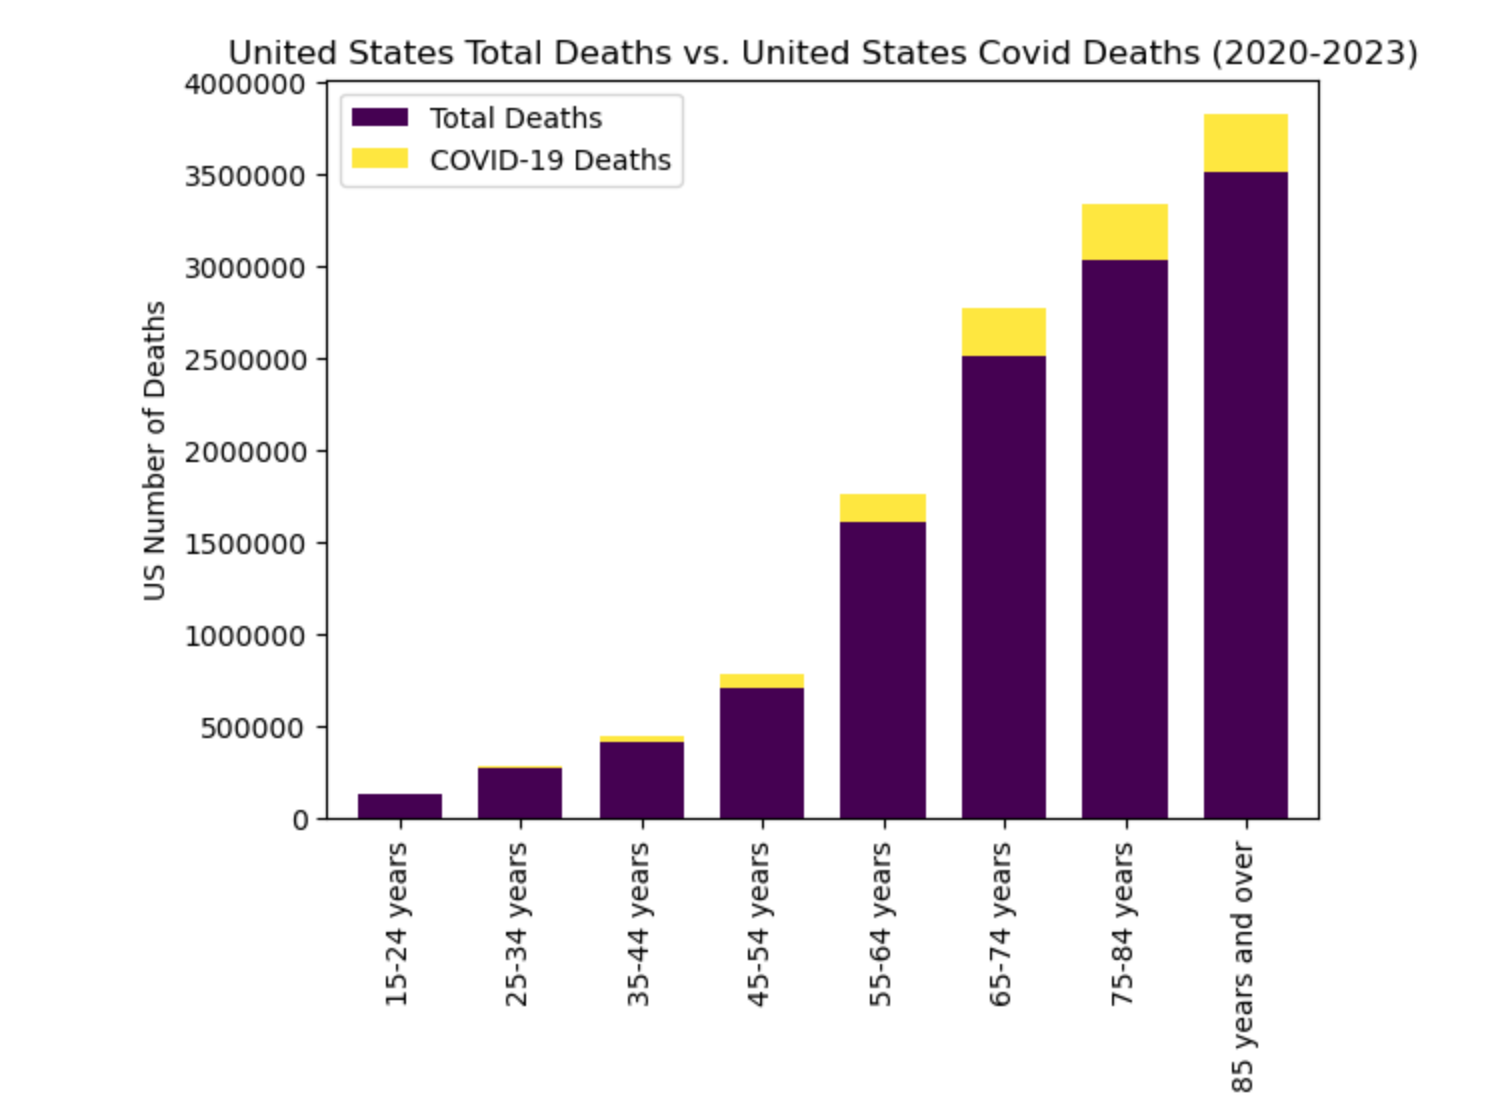 United States Total Deaths vs. United States Covid Deaths (2020-2023)
Total Deaths
COVID-19 Deaths
US Number of Deaths
4000000
3500000
3000000
2500000
2000000
1500000
1000000
500000
0
15-24 years
25-34 years
35-44 years
45-54 years
55-64 years
65-74 years
75-84 years
85 years and over